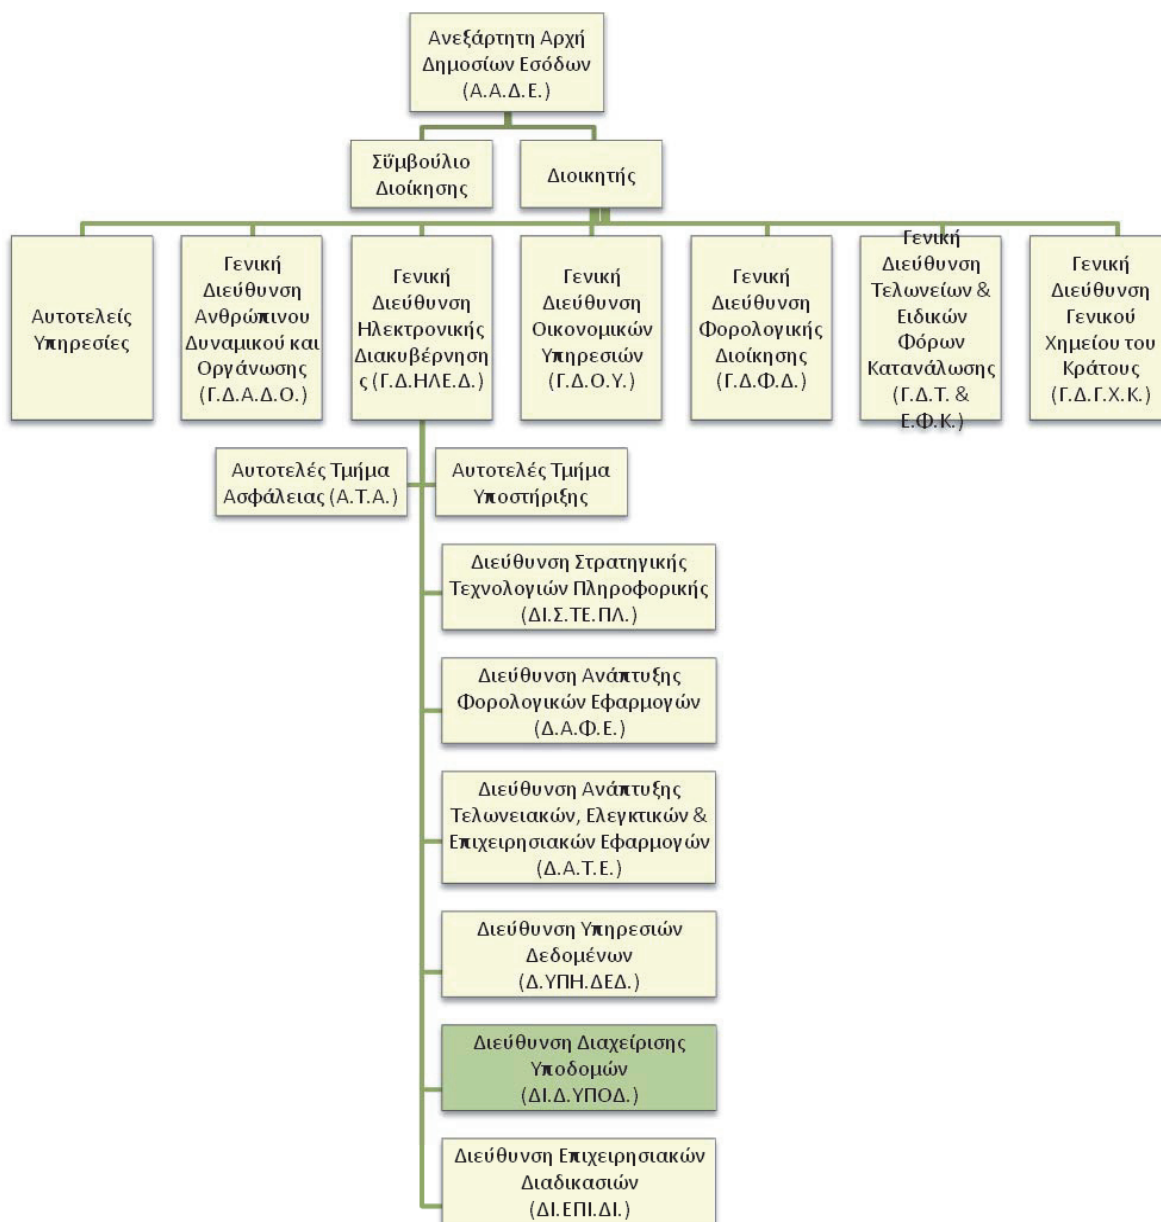 Ανεξάρτητη Αρχή
Δημοσίων Εσόδων
(Α.Α.Δ.Ε.)
Σϋμβούλιο
Διοίκησης
Διοικητής
Αυτοτελείς
Υπηρεσίες
Γενική
Διεύθυνση
Ανθρώπινου
Δυναμικού και
Οργάνωσης
(Γ.Δ.Α.Δ.Ο.)
Γενική
Διεύθυνση
Ηλεκτρονικής
Διακυβέρνηση
ς (Γ.Δ.ΗΛΕ.Δ.)
Γενική
Διεύθυνση
Οικονομικών
Υπηρεσιών
(Γ.Δ.Ο.Υ.)
Γενική
Διεύθυνση
Φορολογικής
Διοίκησης
(Γ.Δ.Φ.Δ.)
Γενική
Διεύθυνση
Τελωνείων &
Ειδικών
Φόρων
Κατανάλωσης
(Γ.Δ.Τ. &
Ε.Φ.Κ.)
Γενική
Διεύθυνση
Γενικού
Χημείου του
Κράτους
(Γ.Δ.Γ.Χ.Κ.)
Αυτοτελές Τμήμα
Ασφάλειας (Α.Τ.Α.)
Αυτοτελές Τμήμα
Υποστήριξης
Διεύθυνση Στρατηγικής
Τεχνολογιών Πληροφορικής
(ΔΙ.Σ.ΤΕ.ΠΛ.)
Διεύθυνση Ανάπτυξης
Φορολογικών Εφαρμογών
(Δ.Α.Φ.Ε.)
Διεύθυνση Ανάπτυξης
Τελωνειακών, Ελεγκτικών &
Επιχειρησιακών Εφαρμογών
(Δ.Α.Τ.Ε.)
Διεύθυνση Υπηρεσιών
Δεδομένων
(Δ.ΥΠΗ.ΔΕΔ.)
Διεύθυνση Διαχείρισης
Υποδομών
(ΔΙ.Δ.ΥΠΟΔ.)
Διεύθυνση Επιχειρησιακών
Διαδικασιών
(ΔΙ.ΕΠΙ.ΔΙ.)